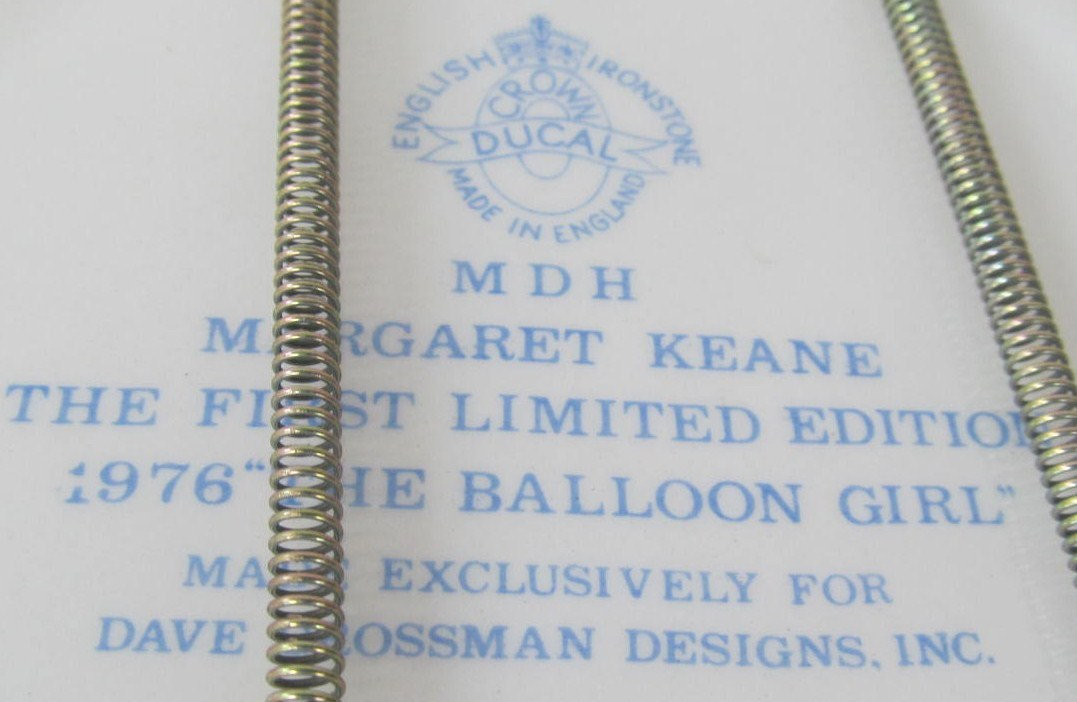 ENGLISH IRONSTONE
CROWN
DUCAL
MADE IN ENGLAND
MDH
MARGARET KEANE
THE FIRST LIMITED EDITION
1976 "THE BALLOON GIRL"
MADE EXCLUSIVELY FOR
DAVE GROSSMAN DESIGNS, INC.